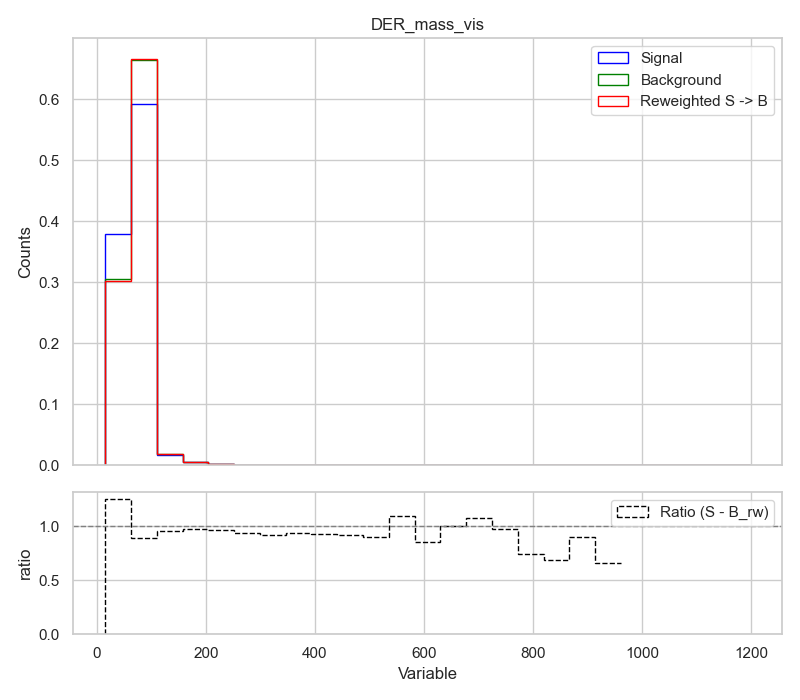 DER_mass_vis
Signal
Background
Reweighted S -> B
Counts
0.6
0.5
0.4
0.3
0.2
0.1
0.0
Ratio (S - B_rw)
ratio
1.0
0.5
0.0
0 200 400 600 800 1000 1200
Variable